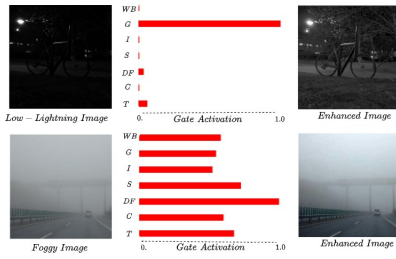 WB
G
I
S
DF
C
T
0. Gate Activation 1.0
Low − Lightning Image
Enhanced Image
WB
G
I
S
DF
C
T
0. Gate Activation 1.0
Foggy Image
Enhanced Image